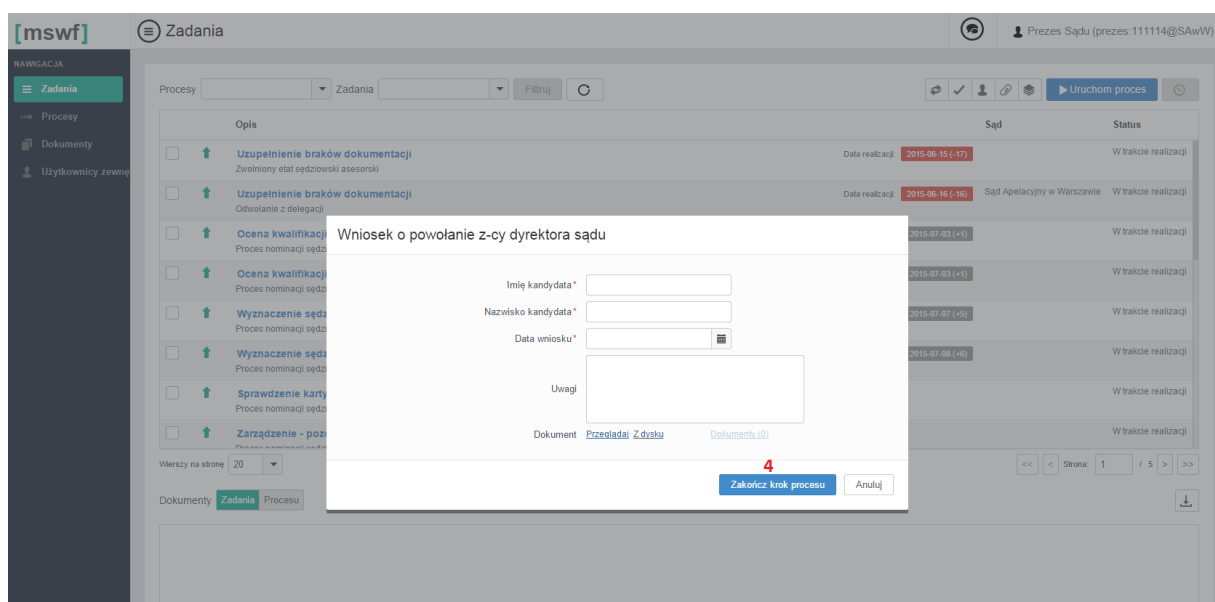 [mswf]
Zadania
Prezes Sądu (prezes:111114@SAwW)
NAWIGACJA
Zadania
Procesy
Dokumenty
Użytkownicy zewnę
Procesy Zadania Filtruj Uruchom proces
Opis Sąd Status
Uzupełnienie braków dokumentacji Data realizacji: 2015-06-15 (-17) W trakcie realizacji
Zwolniony etat sędziowski asesorski
Uzupełnienie braków dokumentacji Data realizacji: 2015-06-16 (-16) Sąd Apelacyjny w Warszawie W trakcie realizacji
Odwołanie z delegacji
Ocena kwalifikacji 2015-07-03 (+1) W trakcie realizacji
Proces nominacji sędzi
Ocena kwalifikacji 2015-07-03 (+1) W trakcie realizacji
Proces nominacji sędzi
Wyznaczenie sędz 2015-07-07 (+5) W trakcie realizacji
Proces nominacji sędzi
Wyznaczenie sędz 2015-07-08 (+6) W trakcie realizacji
Proces nominacji sędzi
Sprawdzenie karty W trakcie realizacji
Proces nominacji sędzi
Zarządzenie - poz W trakcie realizacji
Wierszy na stronę 20 << < Strona: 1 / 5 > >>
Dokumenty Zadania Procesu
Wniosek o powołanie z-cy dyrektora sądu
Imię kandydata*
Nazwisko kandydata*
Data wniosku*
Uwagi
Dokument Przeglądaj Z dysku Dokumenty (0)
4
Zakończ krok procesu Anuluj